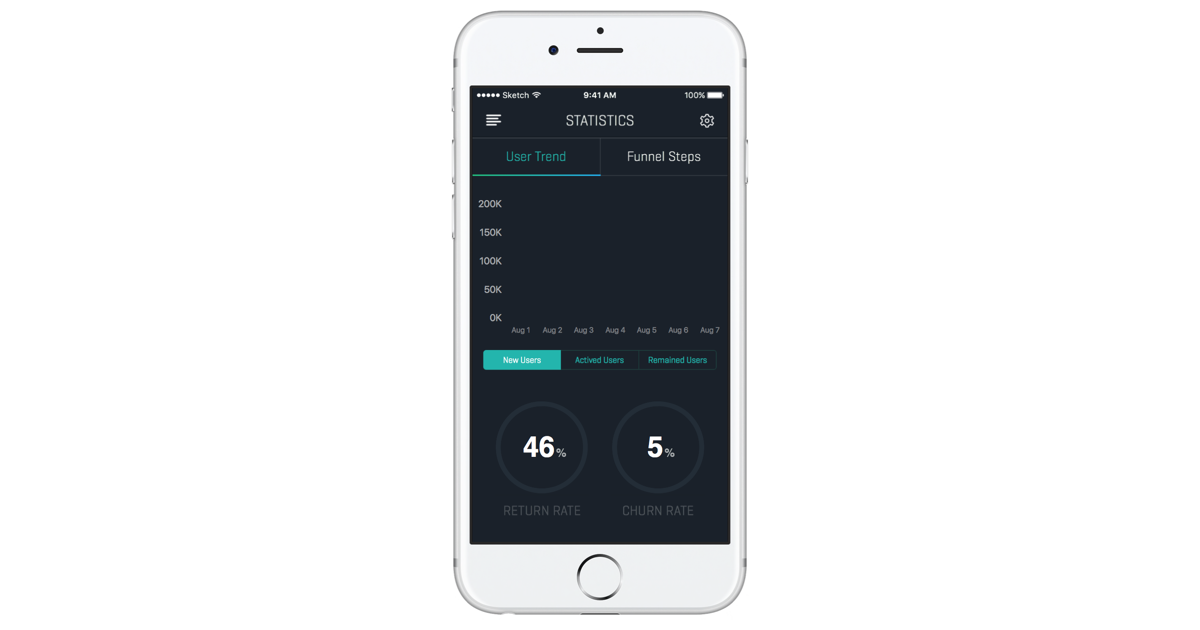 Sketch 9:41 AM 100%
STATISTICS
User Trend Funnel Steps
200K
150K
100K
50K
0K
Aug 1 Aug 2 Aug 3 Aug 4 Aug 5 Aug 6 Aug 7
New Users Actived Users Remained Users
46% 5%
RETURN RATE CHURN RATE